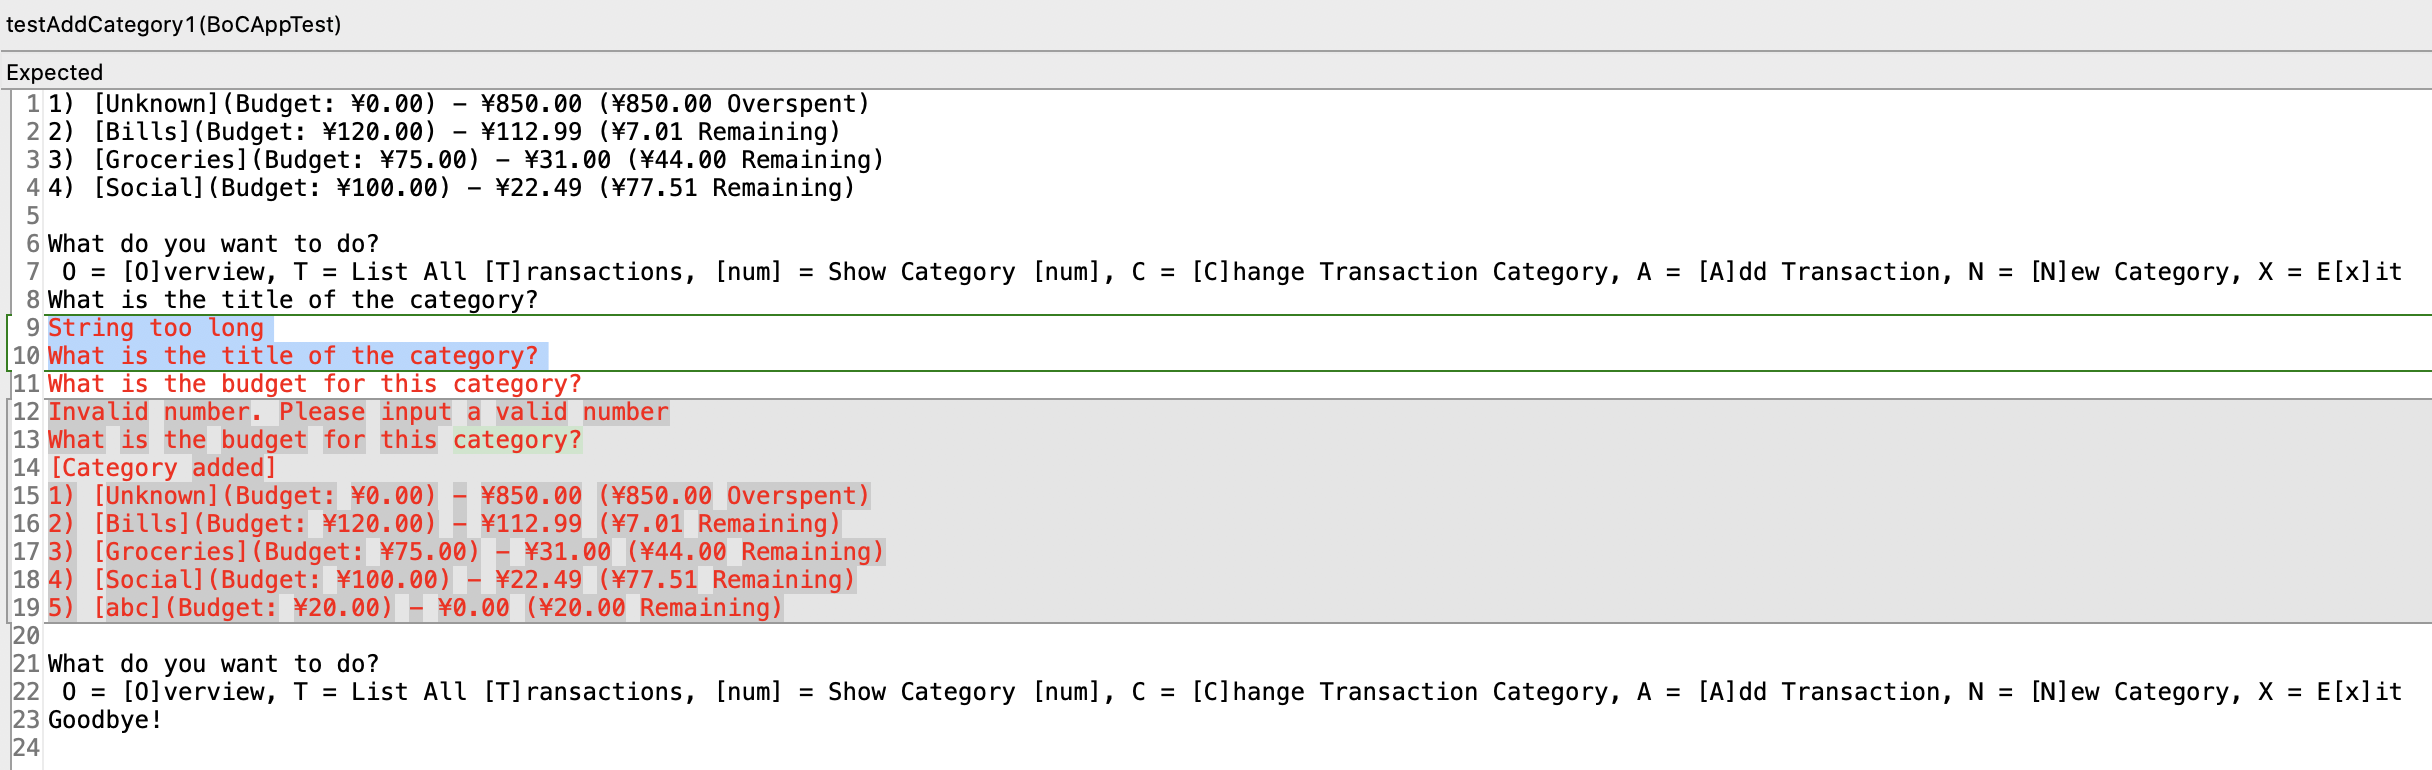 testAddCategory1(BoCAppTest)
Expected
1 1) [Unknown](Budget: ¥0.00) – ¥850.00 (¥850.00 Overspent)
2 2) [Bills](Budget: ¥120.00) – ¥112.99 (¥7.01 Remaining)
3 3) [Groceries](Budget: ¥75.00) – ¥31.00 (¥44.00 Remaining)
4 4) [Social](Budget: ¥100.00) – ¥22.49 (¥77.51 Remaining)
5
6 What do you want to do?
7  O = [O]verview, T = List All [T]ransactions, [num] = Show Category [num], C = [C]hange Transaction Category, A = [A]dd Transaction, N = [N]ew Category, X = E[x]it
8 What is the title of the category?
9 String too long
10 What is the title of the category?
11 What is the budget for this category?
12 Invalid number. Please input a valid number
13 What is the budget for this category?
14 [Category added]
15 1) [Unknown](Budget: ¥0.00) – ¥850.00 (¥850.00 Overspent)
16 2) [Bills](Budget: ¥120.00) – ¥112.99 (¥7.01 Remaining)
17 3) [Groceries](Budget: ¥75.00) – ¥31.00 (¥44.00 Remaining)
18 4) [Social](Budget: ¥100.00) – ¥22.49 (¥77.51 Remaining)
19 5) [abc](Budget: ¥20.00) – ¥0.00 (¥20.00 Remaining)
20
21 What do you want to do?
22  O = [O]verview, T = List All [T]ransactions, [num] = Show Category [num], C = [C]hange Transaction Category, A = [A]dd Transaction, N = [N]ew Category, X = E[x]it
23 Goodbye!
24